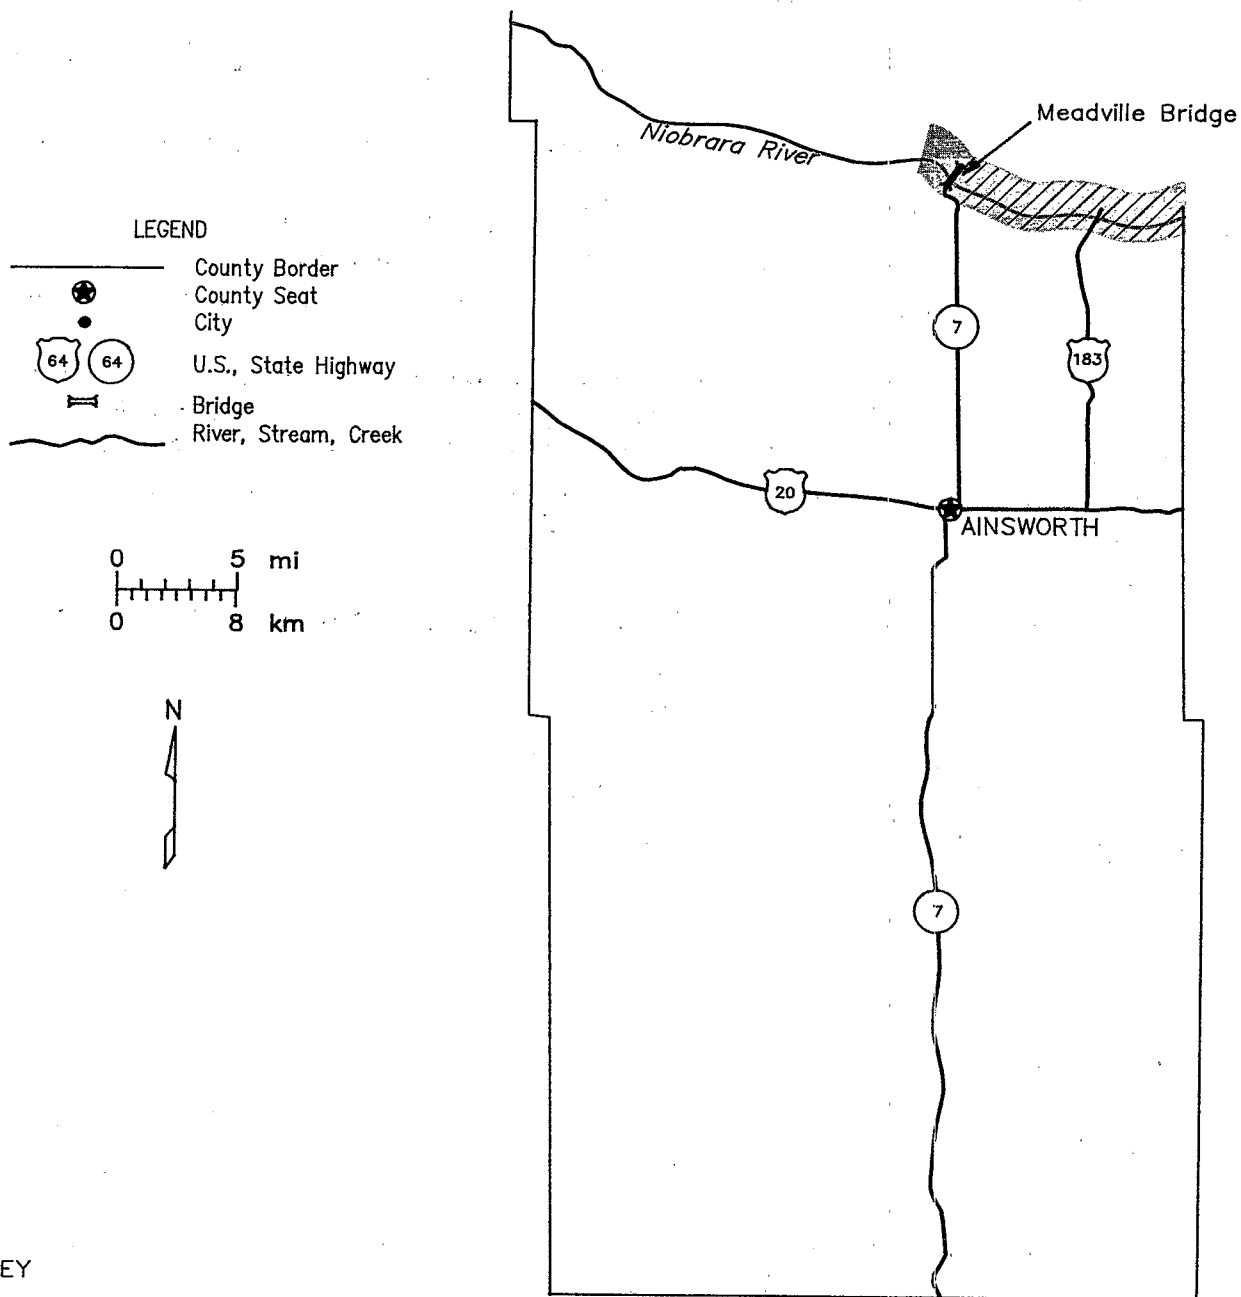 Meadville Bridge
Niobrara River
LEGEND
County Border
County Seat
City
64 64 U.S., State Highway
Bridge
River, Stream, Creek
7
183
20
AINSWORTH
0 5 mi
0 8 km
N
7
EY